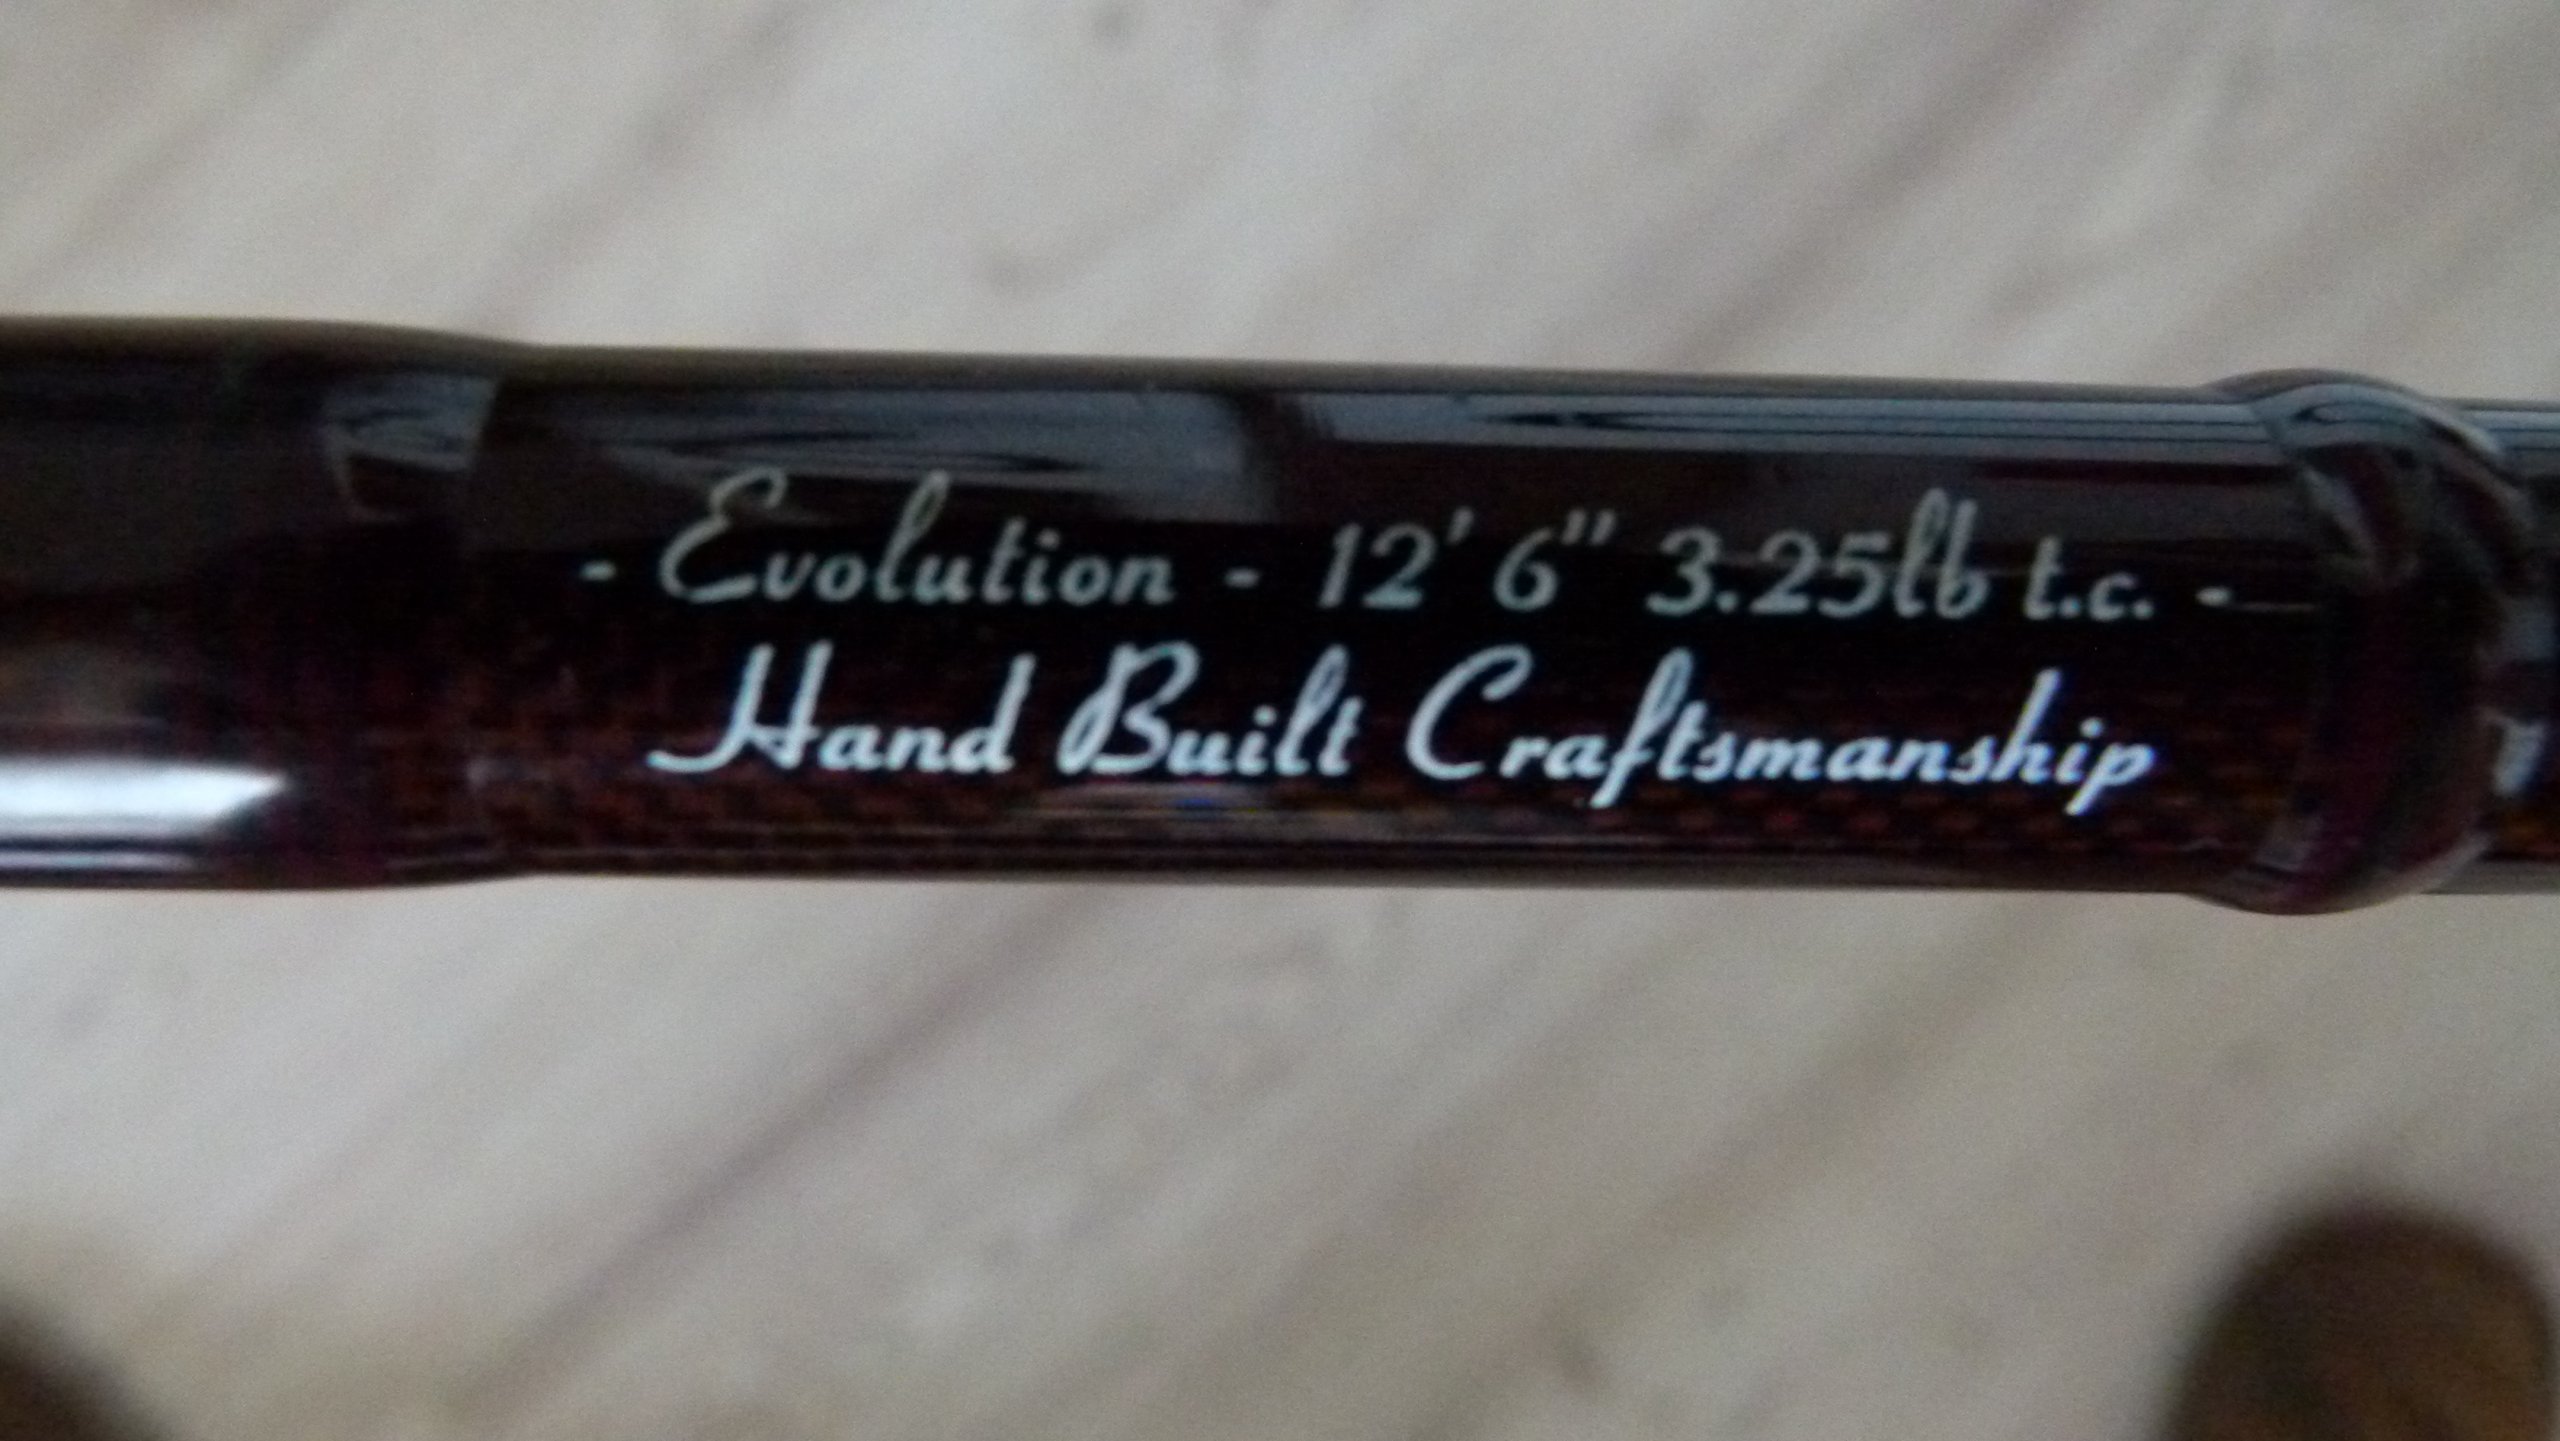 - Evolution - 12' 6" 3.25lb t.c. -
Hand Built Craftsmanship